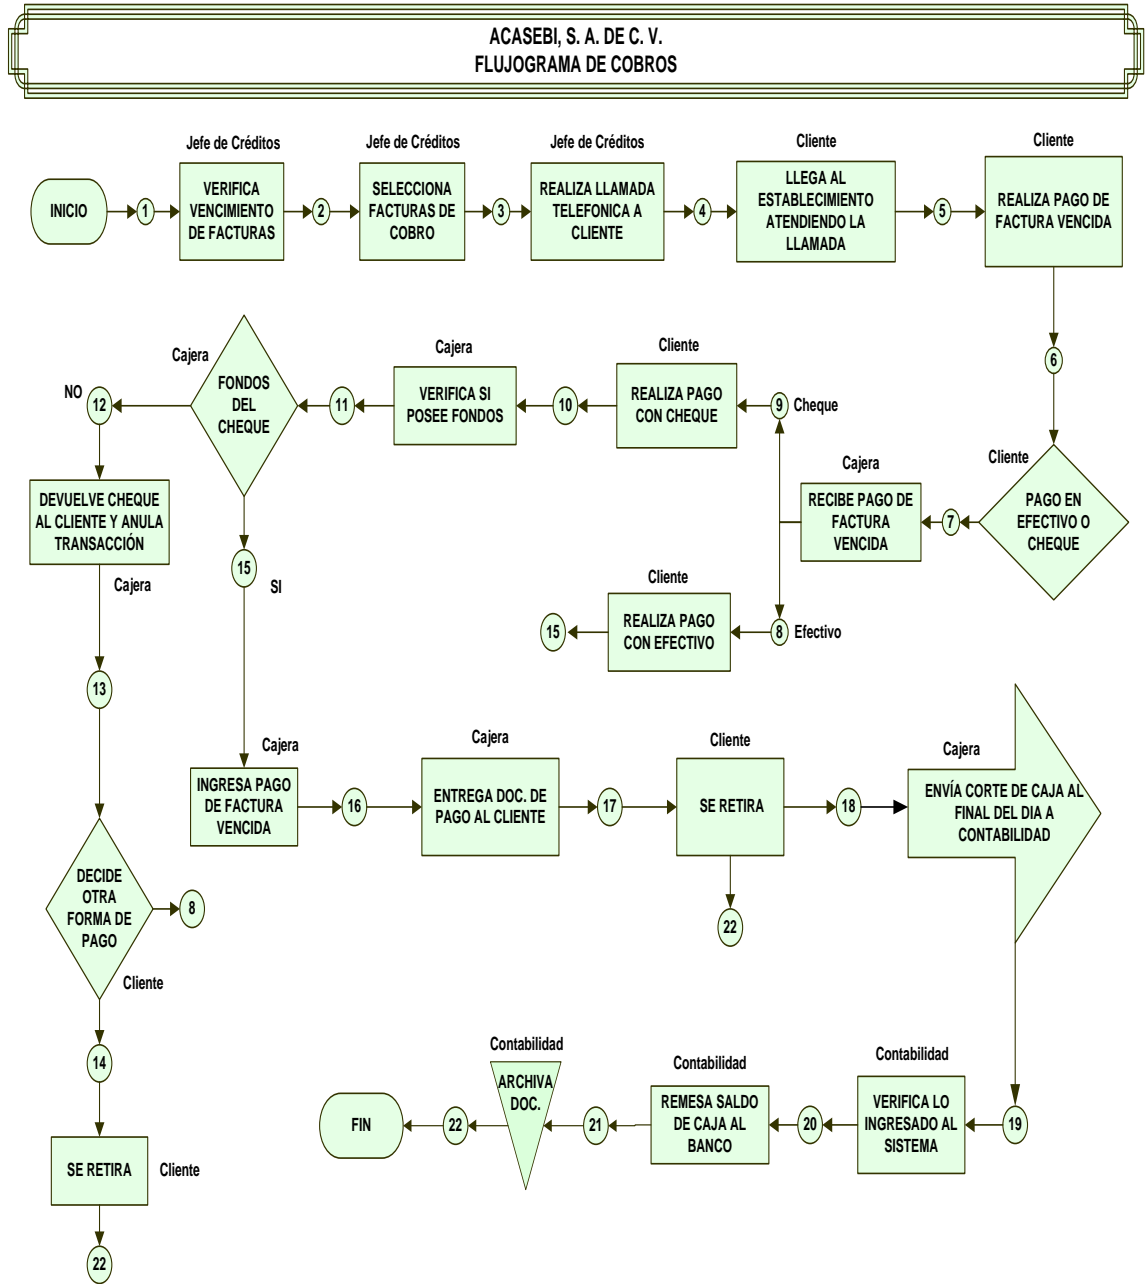 ACASEBI, S. A. DE C. V.
FLUJOGRAMA DE COBROS
INICIO
1
Jefe de Créditos
VERIFICA
VENCIMIENTO
DE FACTURAS
2
Jefe de Créditos
SELECCIONA
FACTURAS DE
COBRO
3
Jefe de Créditos
REALIZA LLAMADA
TELEFONICA A
CLIENTE
4
Cliente
LLEGA AL
ESTABLECIMIENTO
ATENDIENDO LA
LLAMADA
5
Cliente
REALIZA PAGO DE
FACTURA VENCIDA
6
Cliente
PAGO EN
EFECTIVO O
CHEQUE
7
Cajera
RECIBE PAGO DE
FACTURA
VENCIDA
9
Cheque
8
Efectivo
Cliente
REALIZA PAGO
CON EFECTIVO
15
Cliente
REALIZA PAGO
CON CHEQUE
10
Cajera
VERIFICA SI
POSEE FONDOS
11
Cajera
FONDOS
DEL
CHEQUE
NO
12
DEVUELVE CHEQUE
AL CLIENTE Y ANULA
TRANSACCIÓN
Cajera
13
DECIDE
OTRA
FORMA DE
PAGO
Cliente
8
14
SE RETIRA
Cliente
22
15
SI
Cajera
INGRESA PAGO
DE FACTURA
VENCIDA
16
Cajera
ENTREGA DOC. DE
PAGO AL CLIENTE
17
Cliente
SE RETIRA
22
18
Cajera
ENVÍA CORTE DE CAJA AL
FINAL DEL DIA A
CONTABILIDAD
19
Contabilidad
VERIFICA LO
INGRESADO AL
SISTEMA
20
Contabilidad
REMESA SALDO
DE CAJA AL
BANCO
21
Contabilidad
ARCHIVA
DOC.
22
FIN